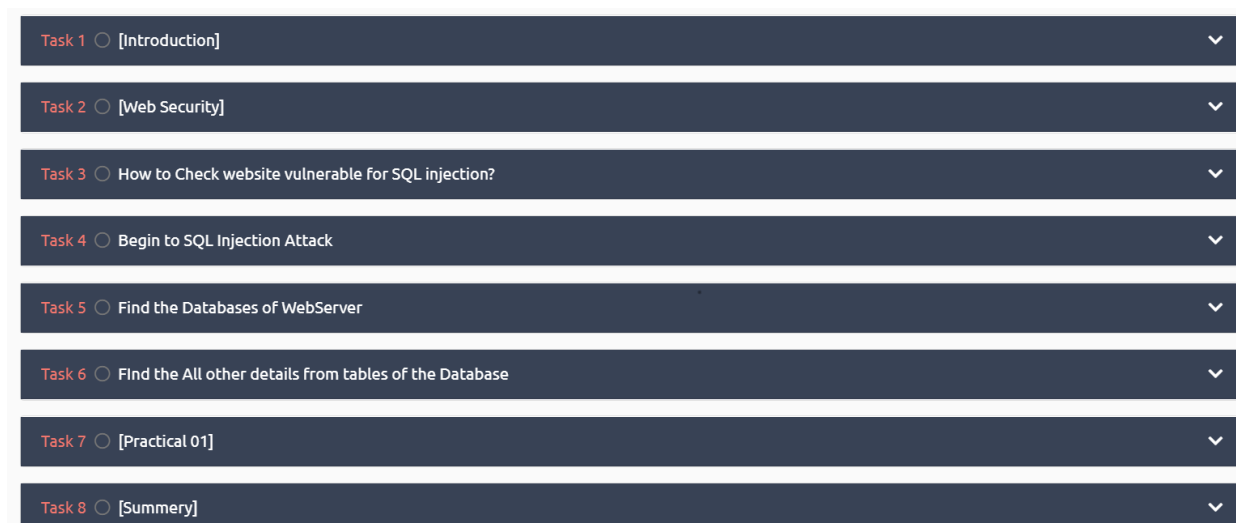 Task 1 [Introduction]
Task 2 [Web Security]
Task 3 How to Check website vulnerable for SQL injection?
Task 4 Begin to SQL Injection Attack
Task 5 Find the Databases of WebServer
Task 6 FInd the All other details from tables of the Database
Task 7 [Practical 01]
Task 8 [Summery]